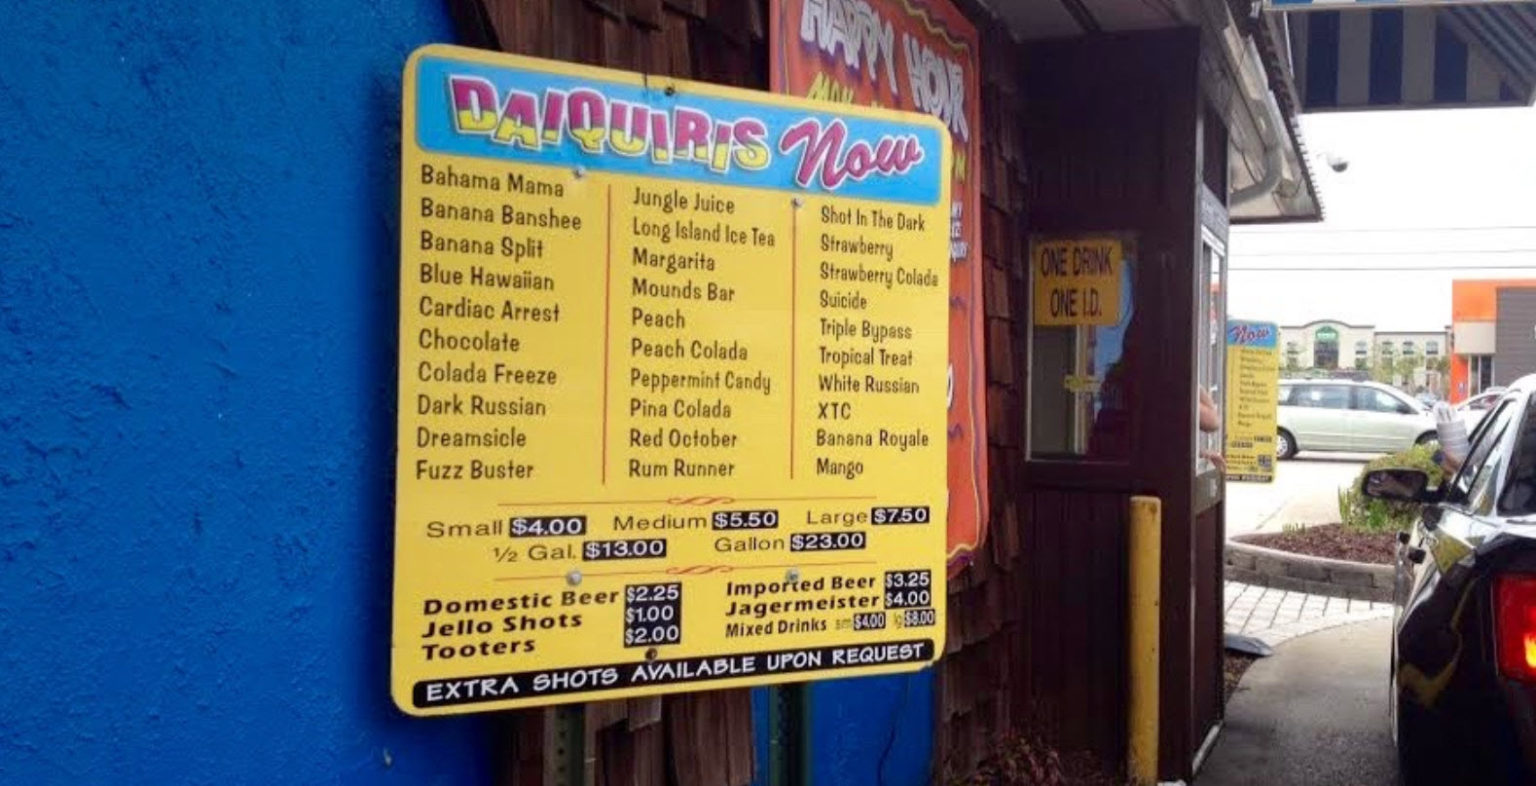 DAIQUIRIS Now
Bahama Mama
Banana Banshee
Banana Split
Blue Hawaiian
Cardiac Arrest
Chocolate
Colada Freeze
Dark Russian
Dreamsicle
Fuzz Buster
Jungle Juice
Long Island Ice Tea
Margarita
Mounds Bar
Peach
Peach Colada
Peppermint Candy
Pina Colada
Red October
Rum Runner
Shot In The Dark
Strawberry
Strawberry Colada
Suicide
Triple Bypass
Tropical Treat
White Russian
XTC
Banana Royale
Mango
Small $4.00 Medium $5.50 Large $7.50
½ Gal. $13.00 Gallon $23.00
Domestic Beer $2.25
Jello Shots $1.00
Tooters $2.00
Imported Beer $3.25
Jagermeister $4.00
Mixed Drinks sm $4.00 lg $8.00
EXTRA SHOTS AVAILABLE UPON REQUEST
HAPPY HOUR
ONE DRINK
ONE I.D.
Now